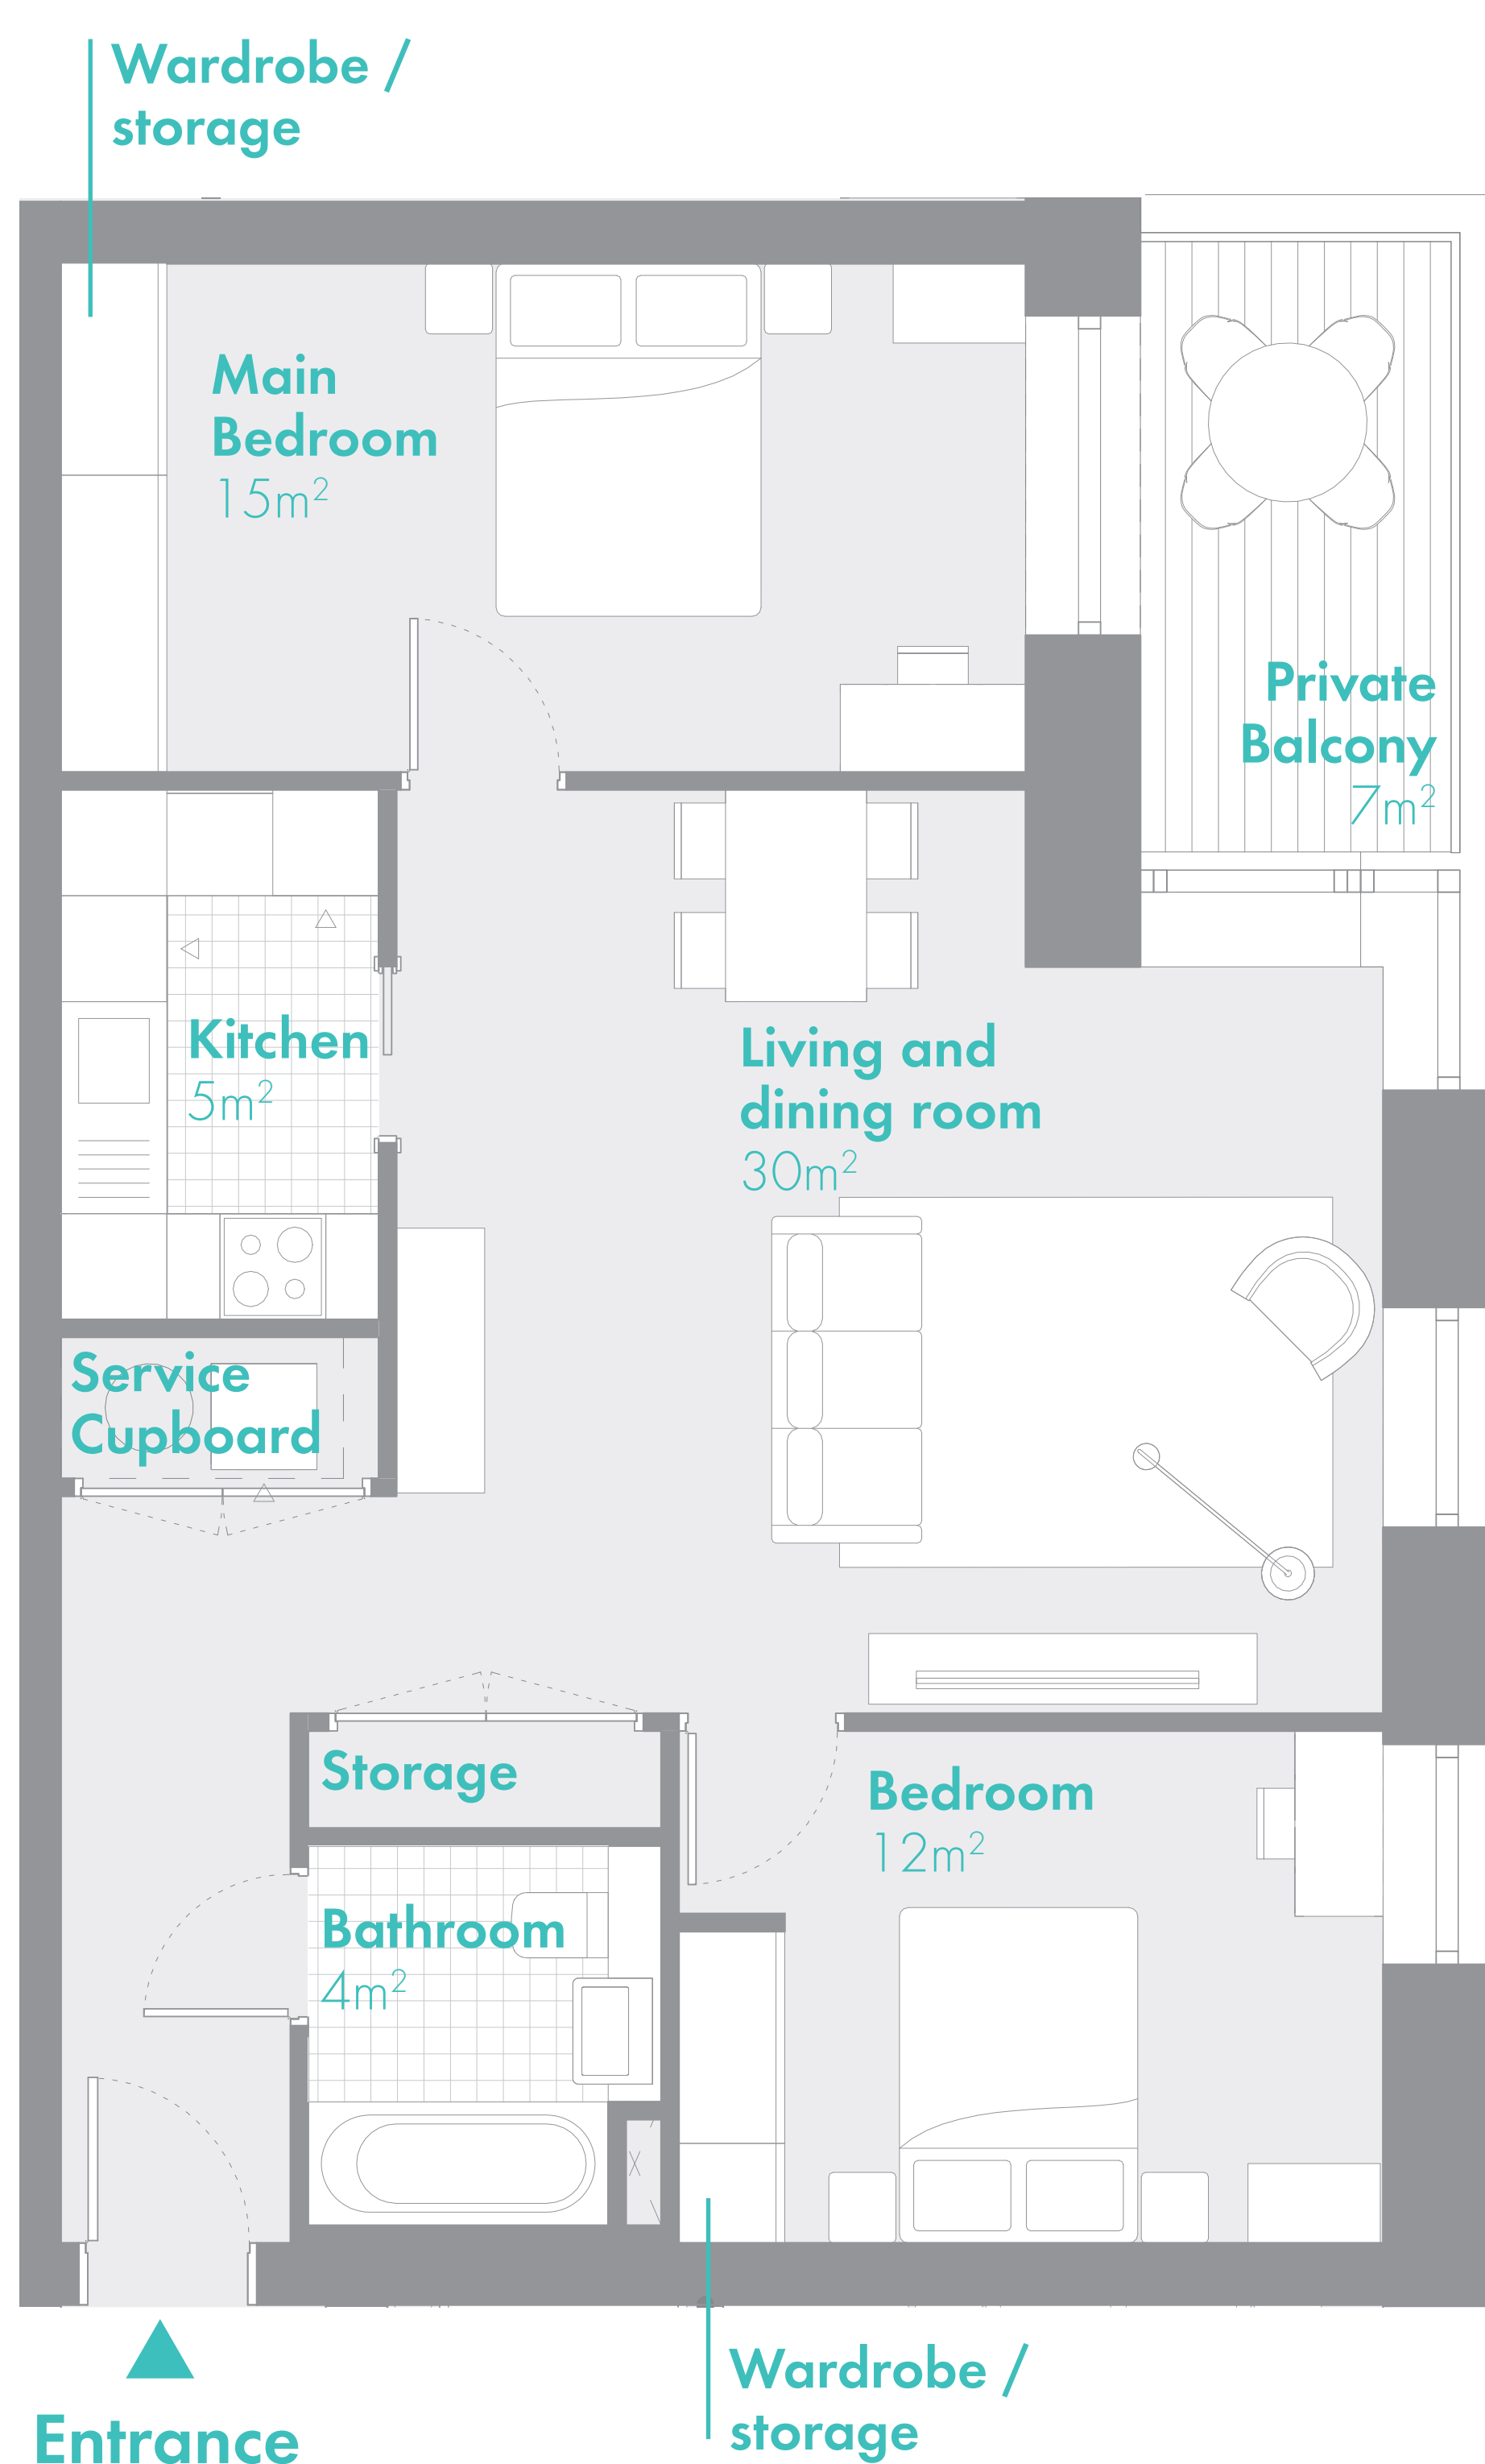 Wardrobe /
storage
Main
Bedroom
15m²
Private
Balcony
7m²
Kitchen
5m²
Living and
dining room
30m²
Service
Cupboard
Storage
Bedroom
12m²
Bathroom
4m²
Wardrobe /
storage
Entrance